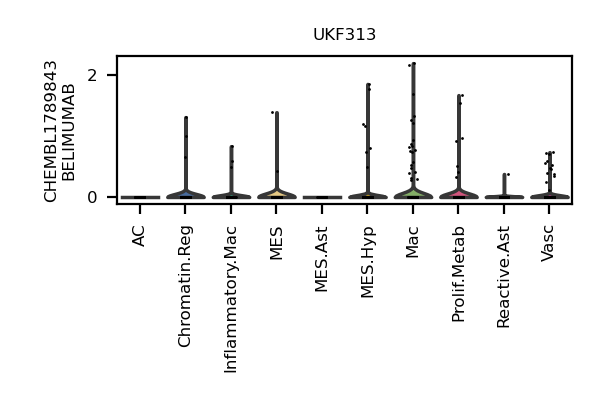 UKF313
CHEMBL1789843
BELIMUMAB
2
0
AC
Chromatin.Reg
Inflammatory.Mac
MES
MES.Ast
MES.Hyp
Mac
Prolif.Metab
Reactive.Ast
Vasc